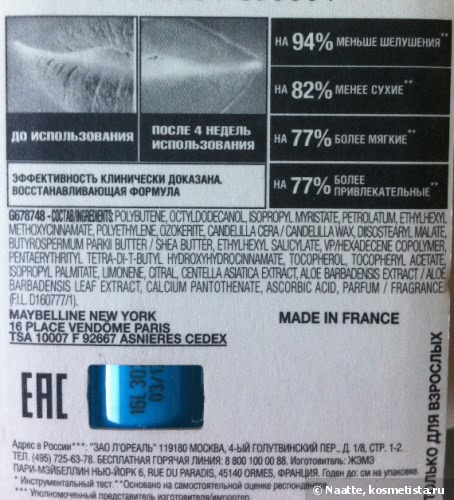 НА 94% МЕНЬШЕ ШЕЛУШЕНИЯ**
НА 82% МЕНЕЕ СУХИЕ**
НА 77% БОЛЕЕ МЯГКИЕ**
НА 77% БОЛЕЕ ПРИВЛЕКАТЕЛЬНЫЕ**
ДО ИСПОЛЬЗОВАНИЯ
ПОСЛЕ 4 НЕДЕЛЬ
ИСПОЛЬЗОВАНИЯ
ЭФФЕКТИВНОСТЬ КЛИНИЧЕСКИ ДОКАЗАНА.
ВОССТАНАВЛИВАЮЩАЯ ФОРМУЛА
G678748 - СОСТАВ/INGREDIENTS: POLYBUTENE, OCTYLDODECANOL, ISOPROPYL MYRISTATE, PETROLATUM, ETHYLHEXYL
METHOXYCINNAMATE, POLYETHYLENE, OZOKERITE, CANDELILLA CERA / CANDELILLA WAX, DIISOSTEARYL MALATE,
BUTYROSPERMUM PARKII BUTTER / SHEA BUTTER, ETHYLHEXYL SALICYLATE, VP/HEXADECENE COPOLYMER,
PENTAERYTHRITYL TETRA-DI-T-BUTYL HYDROXYHYDROCINNAMATE, TOCOPHEROL, TOCOPHERYL ACETATE,
ISOPROPYL PALMITATE, LIMONENE, CITRAL, CENTELLA ASIATICA EXTRACT, ALOE BARBADENSIS EXTRACT / ALOE
BARBADENSIS LEAF EXTRACT, CALCIUM PANTOTHENATE, ASCORBIC ACID, PARFUM / FRAGRANCE
(F.I.L. D160777/1).
MAYBELLINE NEW YORK
16 PLACE VENDÔME PARIS
TSA 10007 F 92667 ASNIERES CEDEX
MADE IN FRANCE
EAC
16L 30
03/1
ЛЬКО ДЛЯ ВЗРОСЛЫХ
Адрес в России***: "ЗАО Л'ОРЕАЛЬ" 119180 МОСКВА, 4-ый ГОЛУТВИНСКИЙ ПЕР., Д. 1/8, СТР. 1-2.
ТЕЛ. (495) 725-63-78. БЕСПЛАТНАЯ ГОРЯЧАЯ ЛИНИЯ: 8 800 100 00 88. Изготовитель: ЖЭМЭ
ПАРИ-МЭЙБЕЛЛИН НЬЮ-ЙОРК 6, RUE DU PARADIS, 45140 ORMES, ФРАНЦИЯ. Годен до: см на упаковке.
* Инструментальный тест. **Основано на самостоятельной оценке
*** Уполномоченный представитель изготовителя/импортер.
© Naatte, kosmetista.ru